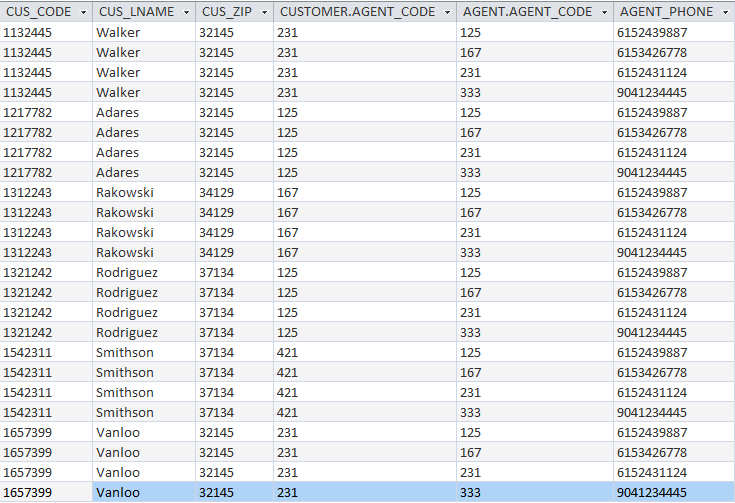 CUS_CODE CUS_LNAME CUS_ZIP CUSTOMER.AGENT_CODE AGENT.AGENT_CODE AGENT_PHONE
1132445 Walker 32145 231 125 6152439887
1132445 Walker 32145 231 167 6153426778
1132445 Walker 32145 231 231 6152431124
1132445 Walker 32145 231 333 9041234445
1217782 Adares 32145 125 125 6152439887
1217782 Adares 32145 125 167 6153426778
1217782 Adares 32145 125 231 6152431124
1217782 Adares 32145 125 333 9041234445
1312243 Rakowski 34129 167 125 6152439887
1312243 Rakowski 34129 167 167 6153426778
1312243 Rakowski 34129 167 231 6152431124
1312243 Rakowski 34129 167 333 9041234445
1321242 Rodriguez 37134 125 125 6152439887
1321242 Rodriguez 37134 125 167 6153426778
1321242 Rodriguez 37134 125 231 6152431124
1321242 Rodriguez 37134 125 333 9041234445
1542311 Smithson 37134 421 125 6152439887
1542311 Smithson 37134 421 167 6153426778
1542311 Smithson 37134 421 231 6152431124
1542311 Smithson 37134 421 333 9041234445
1657399 Vanloo 32145 231 125 6152439887
1657399 Vanloo 32145 231 167 6153426778
1657399 Vanloo 32145 231 231 6152431124
1657399 Vanloo 32145 231 333 9041234445